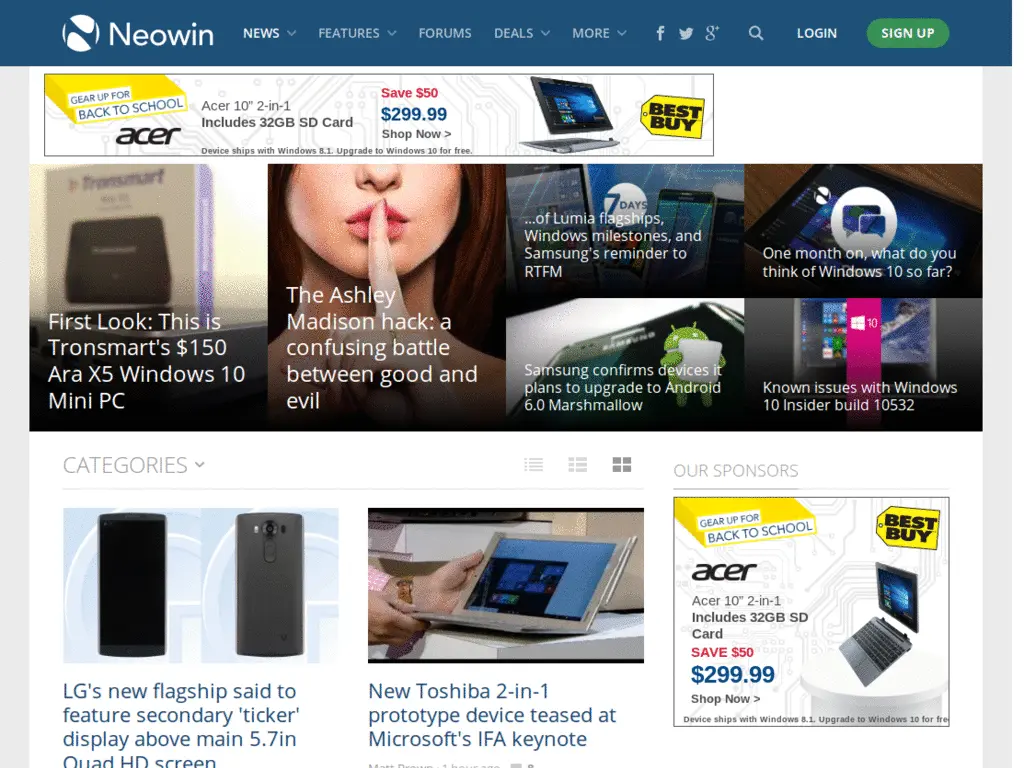 Neowin
NEWS
FEATURES
FORUMS
DEALS
MORE
LOGIN
SIGN UP
GEAR UP FOR
BACK TO SCHOOL
acer
Acer 10” 2-in-1
Includes 32GB SD Card
Save $50
$299.99
Shop Now >
Device ships with Windows 8.1. Upgrade to Windows 10 for free.
BEST
BUY
Tronsmart
First Look: This is
Tronsmart's $150
Ara X5 Windows 10
Mini PC
The Ashley
Madison hack: a
confusing battle
between good and
evil
7 DAYS
...of Lumia flagships,
Windows milestones, and
Samsung's reminder to
RTFM
One month on, what do you
think of Windows 10 so far?
Samsung confirms devices it
plans to upgrade to Android
6.0 Marshmallow
10
Known issues with Windows
10 Insider build 10532
CATEGORIES
OUR SPONSORS
GEAR UP FOR
BACK TO SCHOOL
BEST
BUY
acer
Acer 10” 2-in-1
Includes 32GB SD
Card
SAVE $50
$299.99
Shop Now >
Device ships with Windows 8.1. Upgrade to Windows 10 for fre
LG's new flagship said to
feature secondary 'ticker'
display above main 5.7in
Quad HD screen
New Toshiba 2-in-1
prototype device teased at
Microsoft's IFA keynote
Matt Brown · 1 hour ago
8